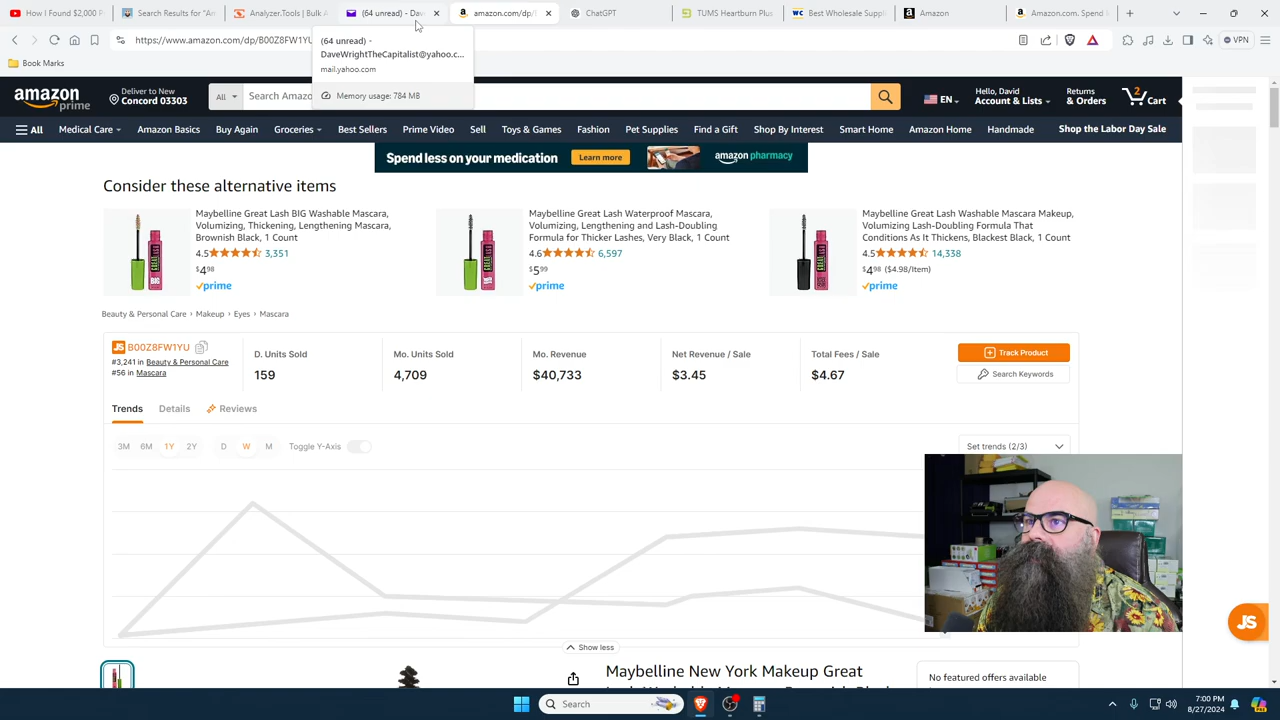 How I Found Pr
Search Results for "Am
Analyzer.Tools | Bulk A
(64 unread) - Dav
amazon.com/dp/
ChatGPT
TUMS Heartburn Plu
Best Wholesale Suppl
Amazon
Amazon.com. Spend l
https://www.amazon.com/dp/B00Z8FW1YU
VPN
(64 unread) -
DaveWrightTheCapitalist@yahoo.c...
mail.yahoo.com
Memory usage: 784 MB
Book Marks
amazon prime
Deliver to New
Concord 03303
All
Search Amazo
EN
Hello, David
Account & Lists
Returns
& Orders
2
Cart
All
Medical Care
Amazon Basics
Buy Again
Groceries
Best Sellers
Prime Video
Sell
Toys & Games
Fashion
Pet Supplies
Find a Gift
Shop By Interest
Smart Home
Amazon Home
Handmade
Shop the Labor Day Sale
Spend less on your medication
Learn more
amazon pharmacy
Consider these alternative items
Maybelline Great Lash BIG Washable Mascara,
Volumizing, Thickening, Lengthening Mascara,
Brownish Black, 1 Count
4.5 3,351
$4.98
prime
Maybelline Great Lash Waterproof Mascara,
Volumizing, Lengthening and Lash-Doubling
Formula for Thicker Lashes, Very Black, 1 Count
4.6 6,597
$5.99
prime
Maybelline Great Lash Washable Mascara Makeup,
Volumizing Lash-Doubling Formula That
Conditions As It Thickens, Blackest Black, 1 Count
4.5 14,338
$4.98 ($4.98/Item)
prime
Beauty & Personal Care › Makeup › Eyes › Mascara
JS B00Z8FW1YU
#3,241 in Beauty & Personal Care
#56 in Mascara
D. Units Sold
159
Mo. Units Sold
4,709
Mo. Revenue
$40,733
Net Revenue / Sale
$3.45
Total Fees / Sale
$4.67
Track Product
Search Keywords
Trends
Details
Reviews
3M 6M 1Y 2Y D W M Toggle Y-Axis
Set trends (2/3)
Show less
JS
Maybelline New York Makeup Great
No featured offers available
Search
7:00 PM
8/27/2024